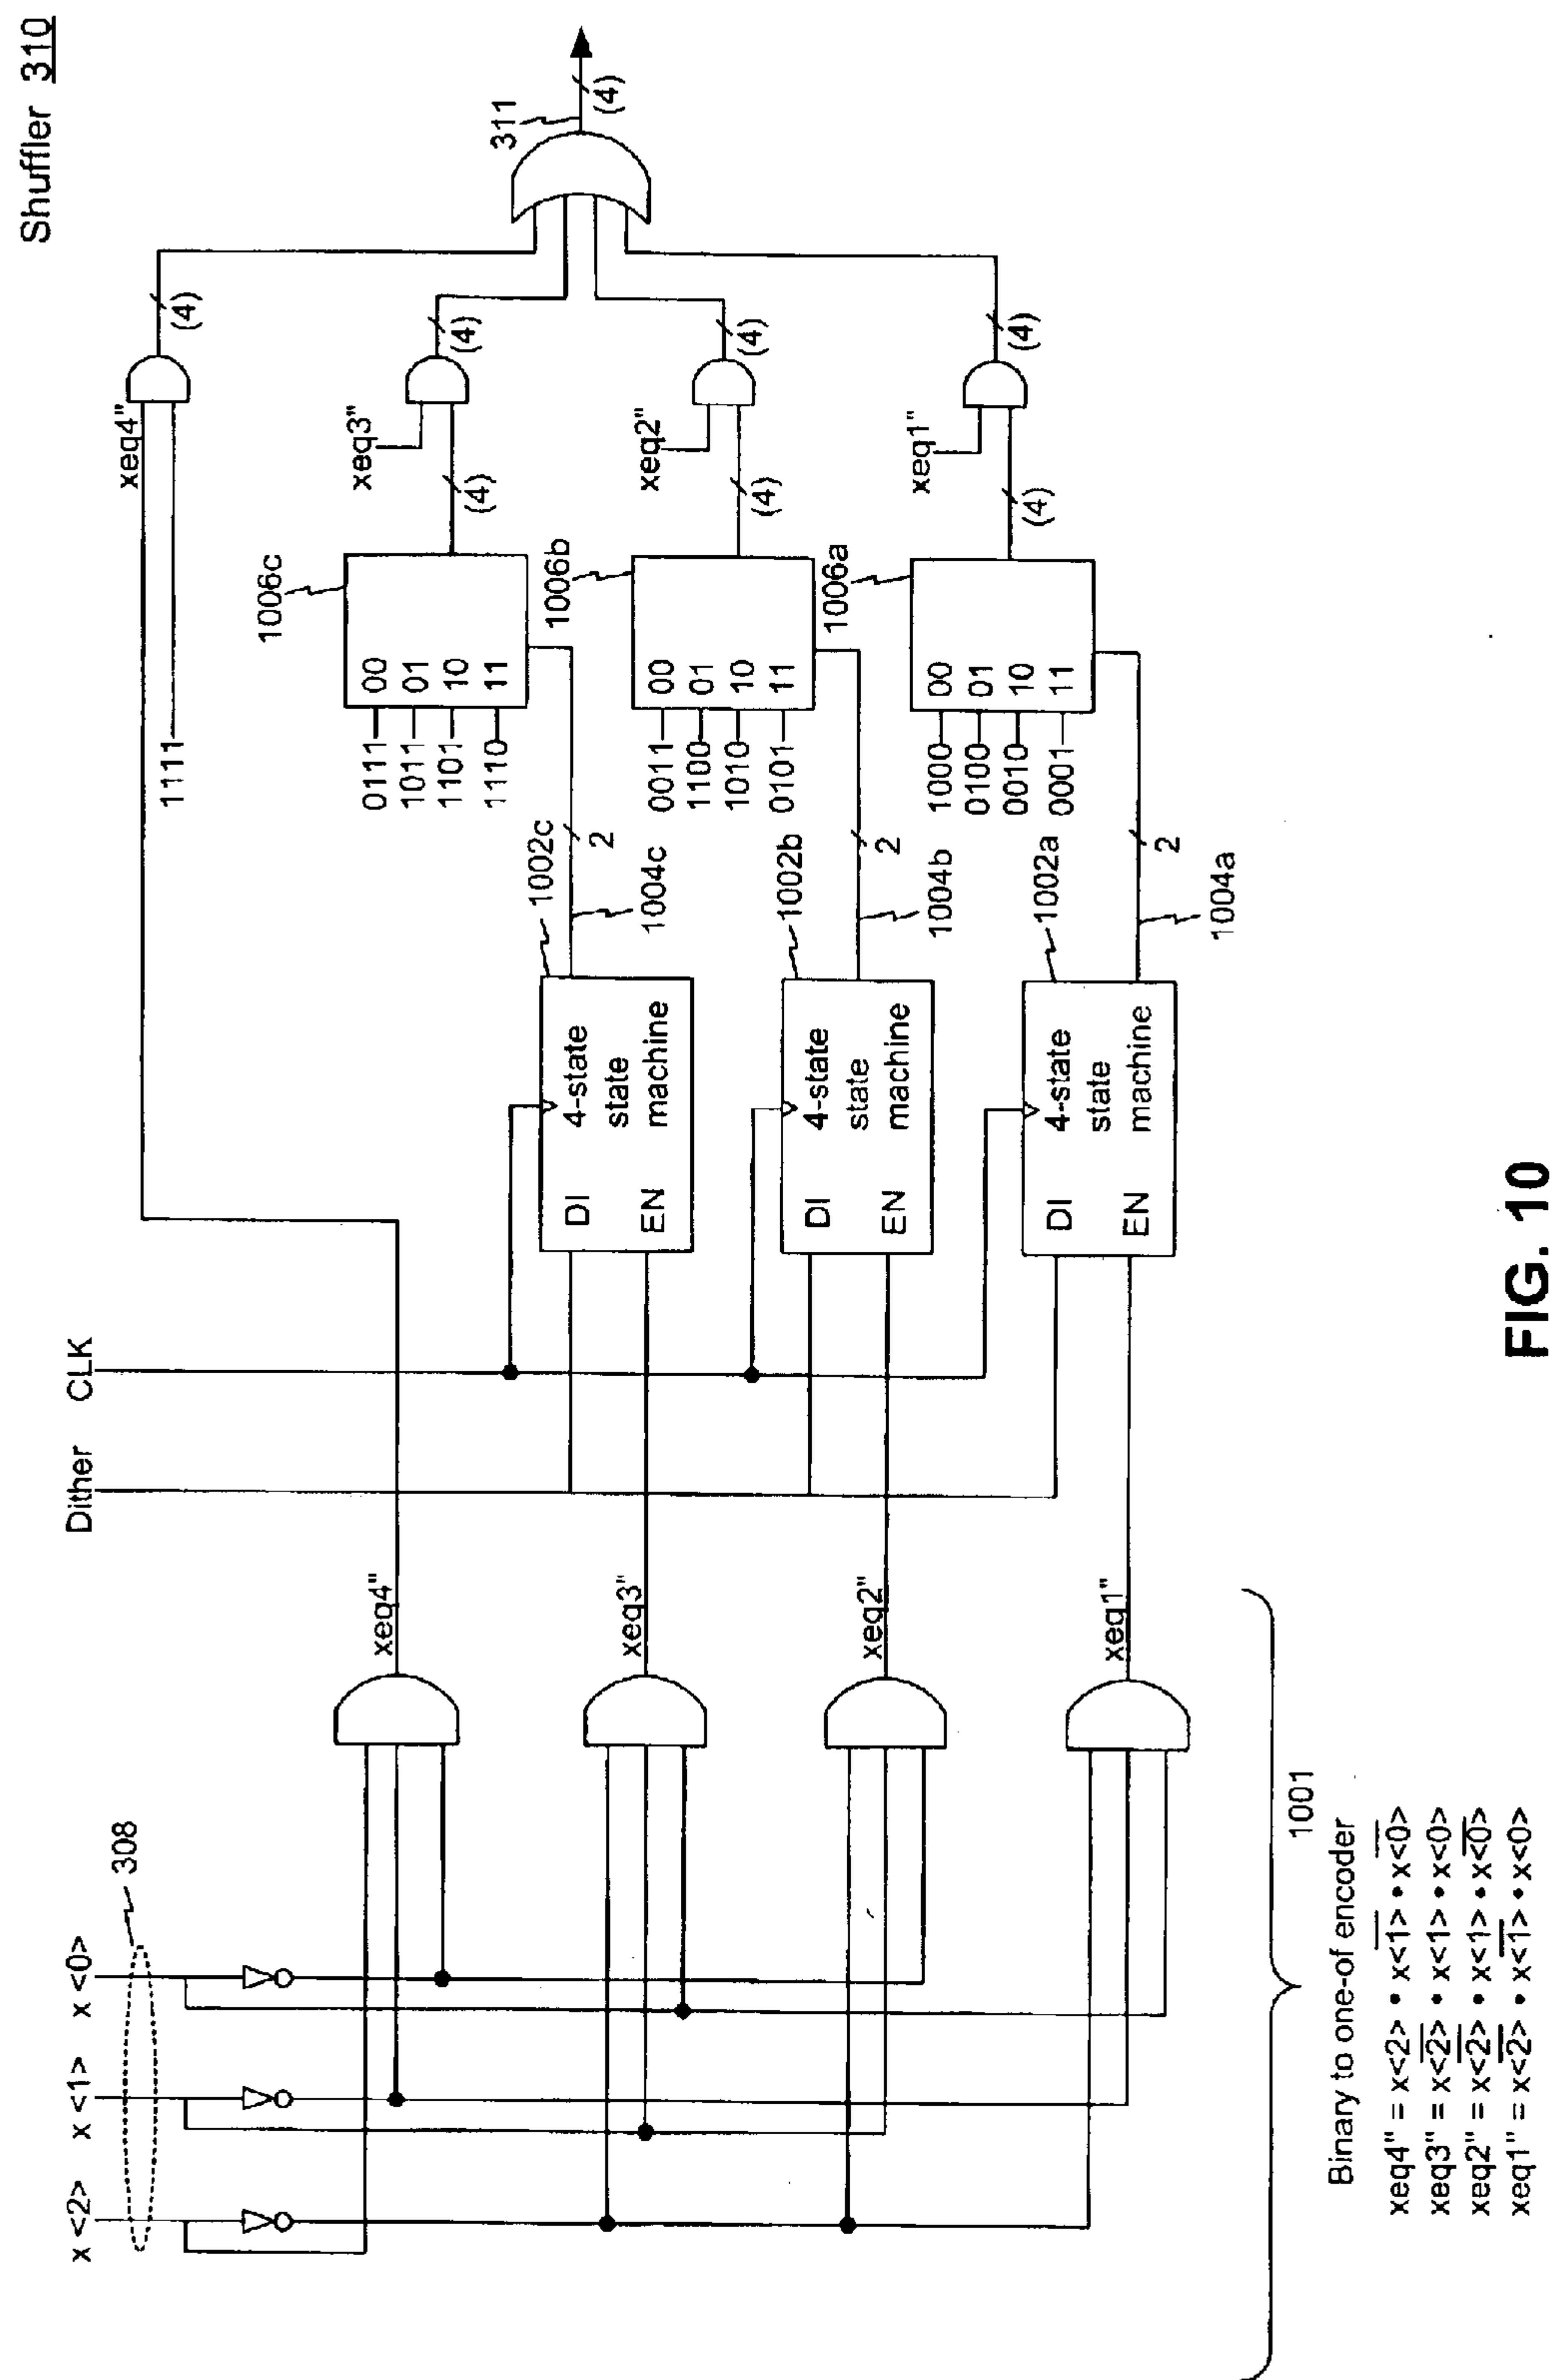 Shuffler 310
x <2>
x <1>
x <0>
308
Dither
CLK
xeq4"
xeq3"
xeq2"
xeq1"
DI
EN
4-state
state
machine
1002c
1004c
2
DI
EN
4-state
state
machine
1002b
1004b
2
DI
EN
4-state
state
machine
1002a
1004a
2
1111
xeq4"
(4)
0111 00
1011 01
1101 10
1110 11
1006c
(4)
xeq3"
(4)
0011 00
1100 01
1010 10
0101 11
1006b
(4)
xeq2"
(4)
1000 00
0100 01
0010 10
0001 11
1006a
(4)
xeq1"
(4)
311
(4)
1001
Binary to one-of encoder
xeq4" = x<2> • x<1̅> • x<0̅>
xeq3" = x<2̅> • x<1> • x<0>
xeq2" = x<2̅> • x<1> • x<0̅>
xeq1" = x<2̅> • x<1̅> • x<0>
FIG. 10